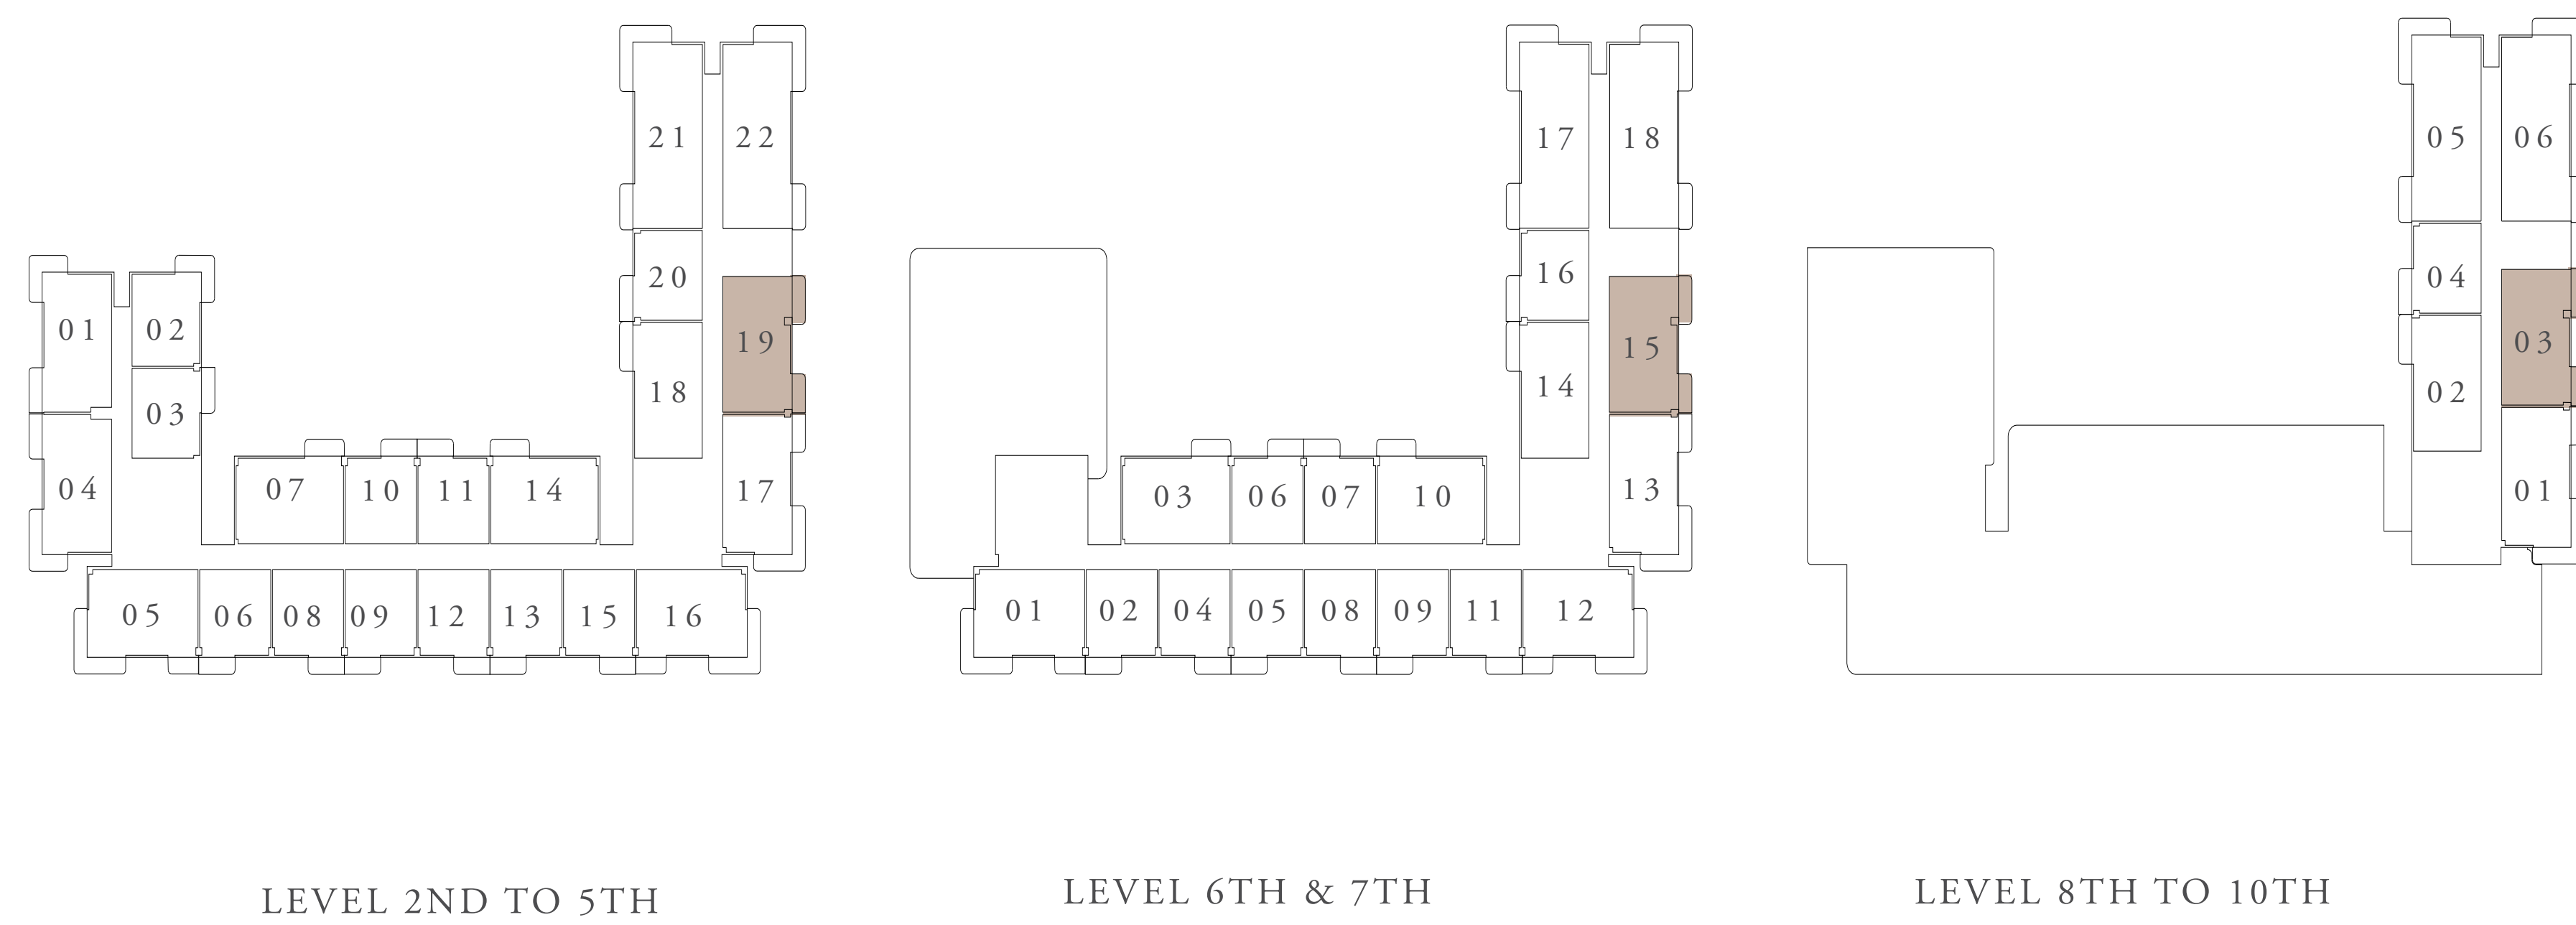 21 22
20
19
18
17
01 02
03
04
07 10 11 14
05 06 08 09 12 13 15 16
LEVEL 2ND TO 5TH
17 18
16
15
14
13
03 06 07 10
01 02 04 05 08 09 11 12
LEVEL 6TH & 7TH
05 06
04
03
02
01
LEVEL 8TH TO 10TH